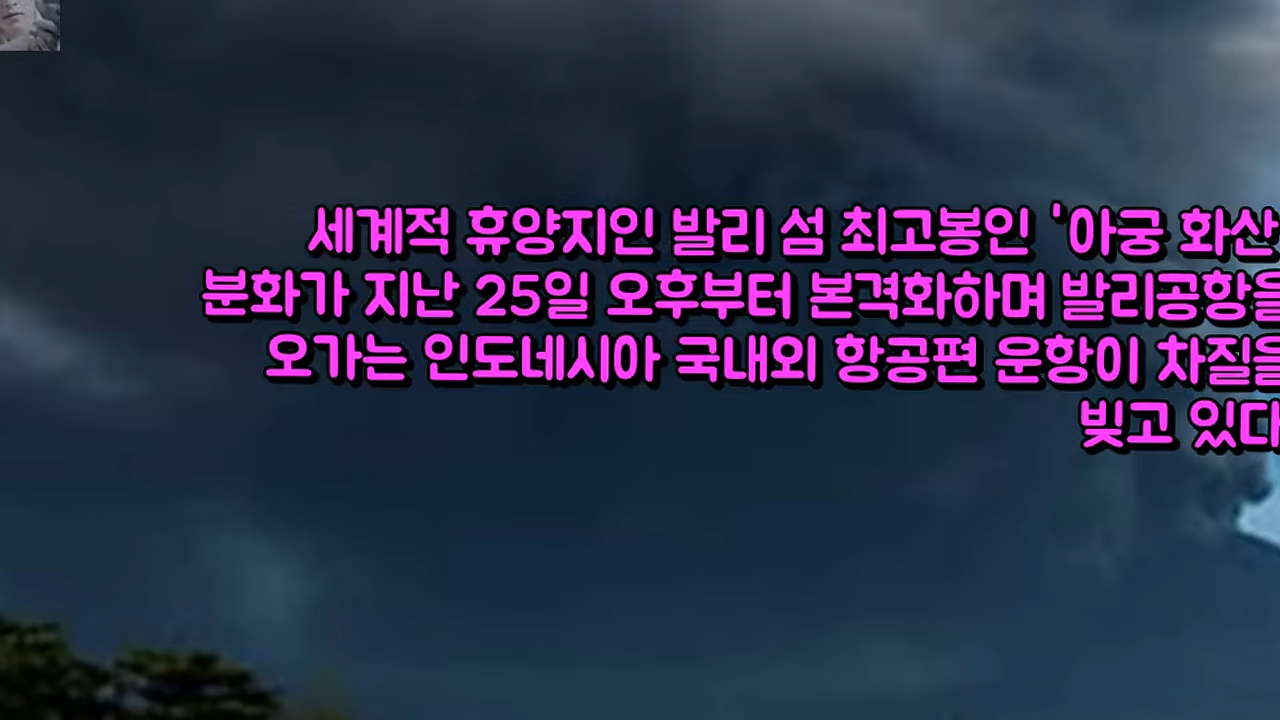 세계적 휴양지인 발리 섬 최고봉인 '아궁 화산
분화가 지난 25일 오후부터 본격화하며 발리공항을
오가는 인도네시아 국내외 항공편 운항이 차질을
빚고 있다